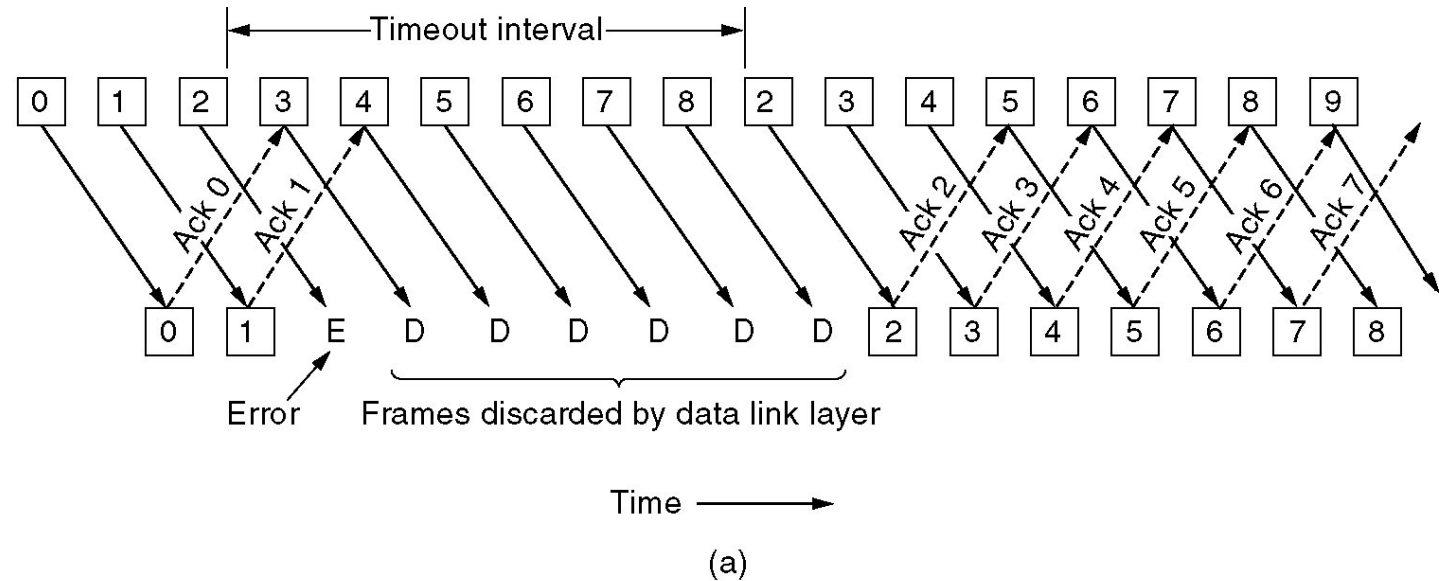 Timeout interval
0 1 2 3 4 5 6 7 8 2 3 4 5 6 7 8 9
Ack 0 Ack 1 Ack 2 Ack 3 Ack 4 Ack 5 Ack 6 Ack 7
0 1 E D D D D D D 2 3 4 5 6 7 8
Error Frames discarded by data link layer
Time
(a)